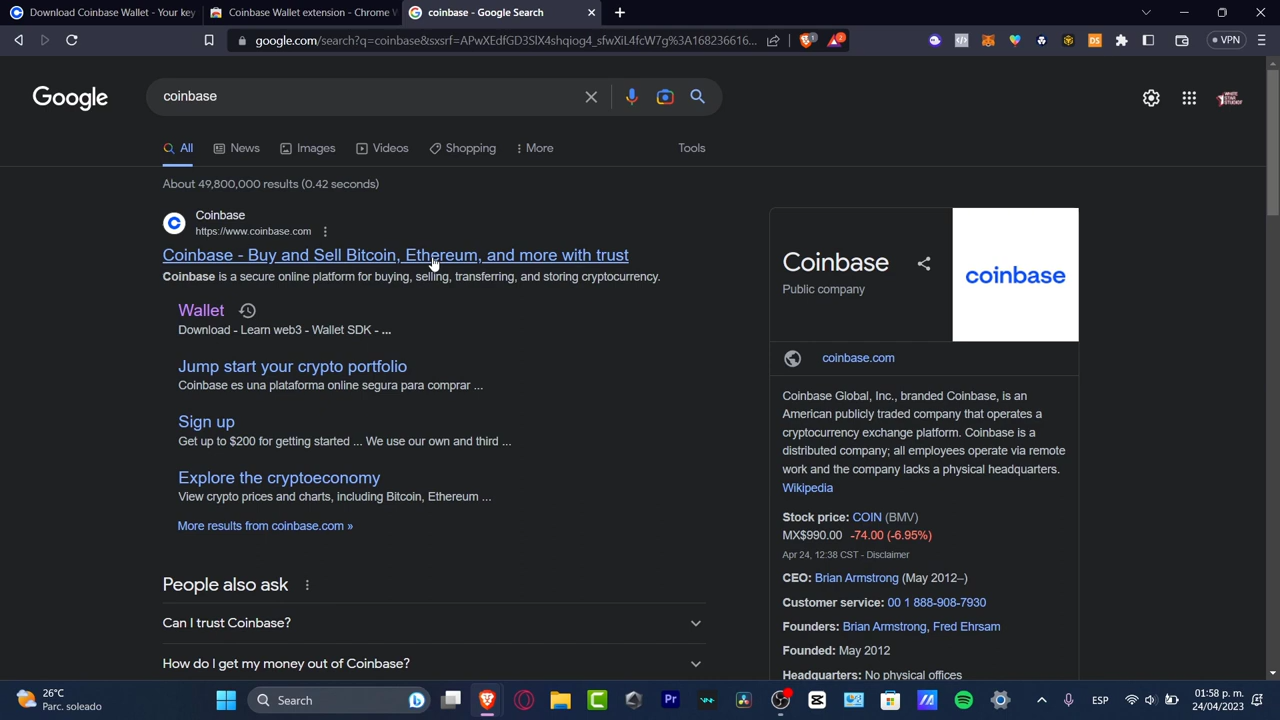 Download Coinbase Wallet - Your key
Coinbase Wallet extension - Chrome W
coinbase - Google Search
google.com/search?q=coinbase&sxsrf=APwXEdfGD3SlX4shqiog4_sfwXiL4fcW7g%3A168236616...
VPN
Google
coinbase
All
News
Images
Videos
Shopping
More
Tools
About 49,800,000 results (0.42 seconds)
Coinbase
https://www.coinbase.com
Coinbase - Buy and Sell Bitcoin, Ethereum, and more with trust
Coinbase is a secure online platform for buying, selling, transferring, and storing cryptocurrency.
Wallet
Download - Learn web3 - Wallet SDK - ...
Jump start your crypto portfolio
Coinbase es una plataforma online segura para comprar ...
Sign up
Get up to $200 for getting started ... We use our own and third ...
Explore the cryptoeconomy
View crypto prices and charts, including Bitcoin, Ethereum ...
More results from coinbase.com »
People also ask
Can I trust Coinbase?
How do I get my money out of Coinbase?
Coinbase
Public company
coinbase
coinbase.com
Coinbase Global, Inc., branded Coinbase, is an
American publicly traded company that operates a
cryptocurrency exchange platform. Coinbase is a
distributed company; all employees operate via remote
work and the company lacks a physical headquarters.
Wikipedia
Stock price: COIN (BMV)
MX$990.00 -74.00 (-6.95%)
Apr 24, 12:38 CST - Disclaimer
CEO: Brian Armstrong (May 2012–)
Customer service: 00 1 888-908-7930
Founders: Brian Armstrong, Fred Ehrsam
Founded: May 2012
Headquarters: No physical offices
26°C
Parc. soleado
Search
Pr
ESP
01:58 p. m.
24/04/2023